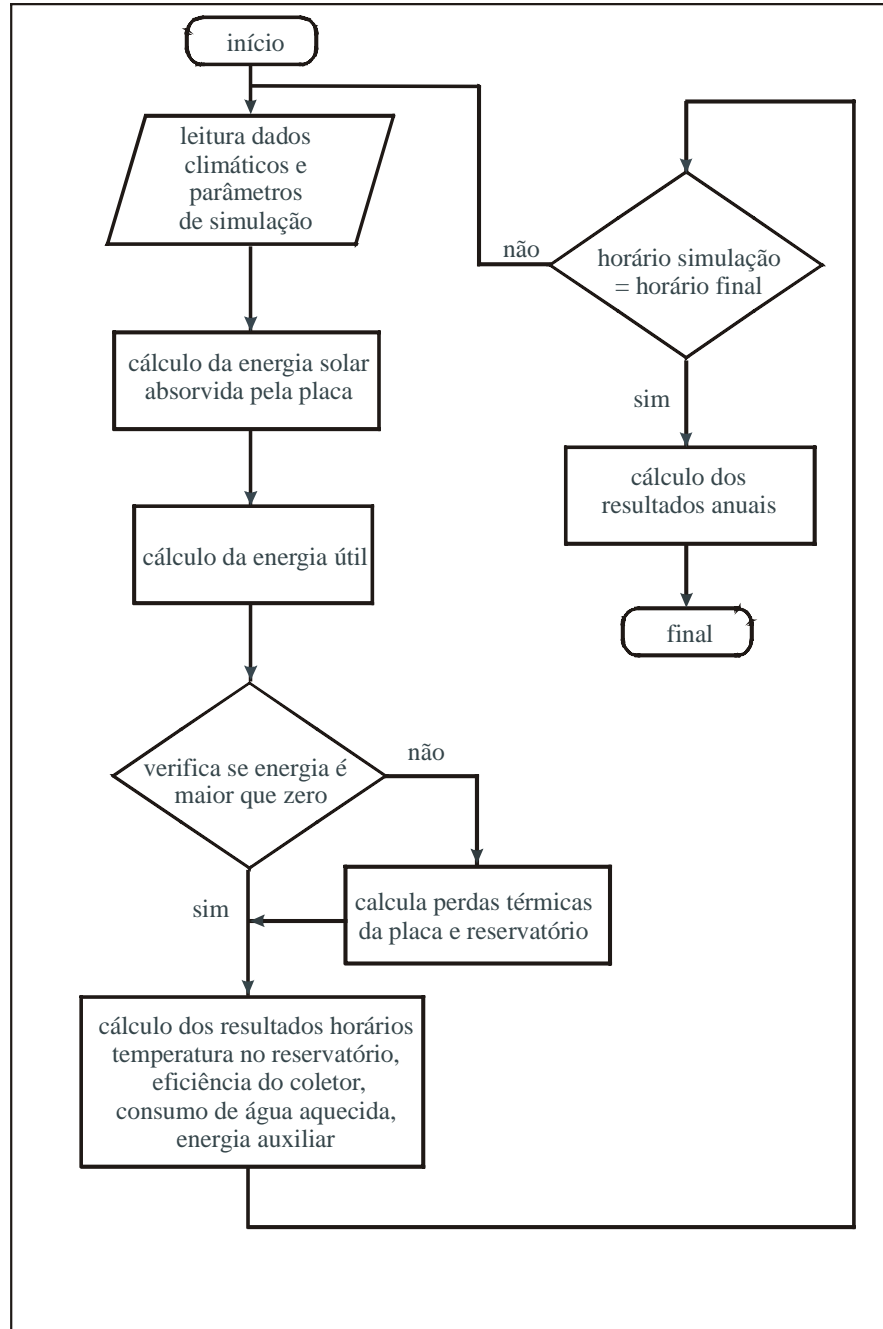 início
leitura dados
climáticos e
parâmetros
de simulação
cálculo da energia solar
absorvida pela placa
cálculo da energia útil
verifica se energia é
maior que zero
não
calcula perdas térmicas
da placa e reservatório
sim
cálculo dos resultados horários
temperatura no reservatório,
eficiência do coletor,
consumo de água aquecida,
energia auxiliar
horário simulação
= horário final
não
sim
cálculo dos
resultados anuais
final